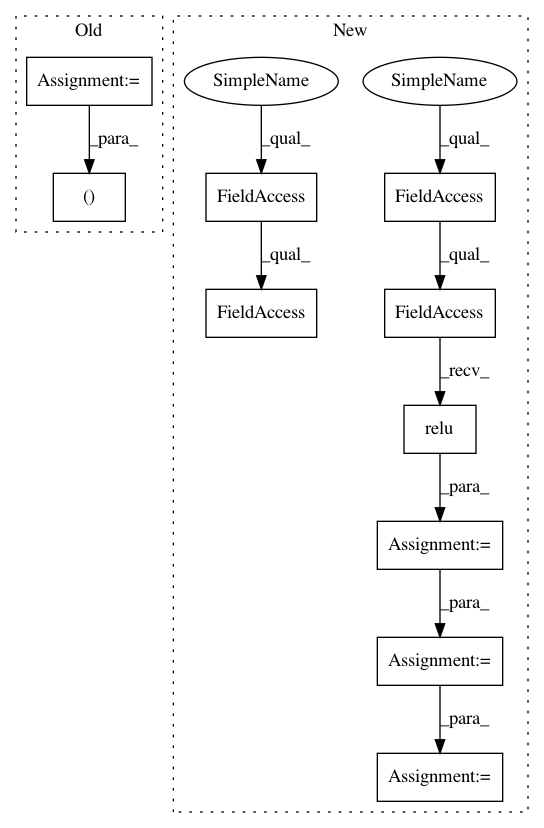 Old
New
Assignment:=
SimpleName
SimpleName
_para_
_qual_
_qual_
()
FieldAccess
FieldAccess
_qual_
_qual_
FieldAccess
FieldAccess
_recv_
relu
_para_
Assignment:=
_para_
Assignment:=
_para_
Assignment:=